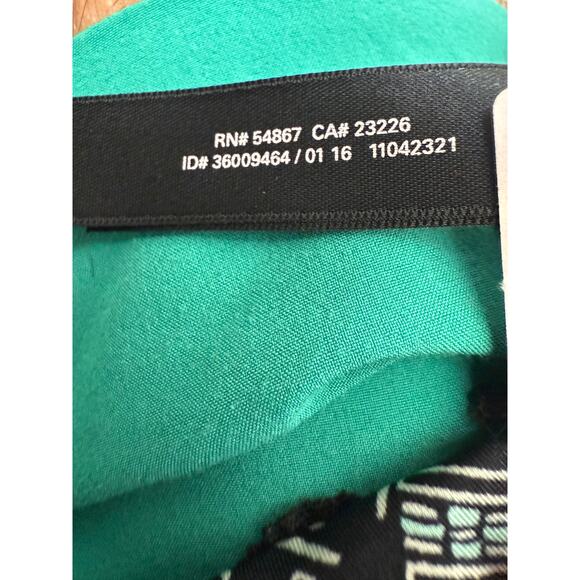 RN# 54867 CA# 23226
ID# 36009464 / 01 16 11042321